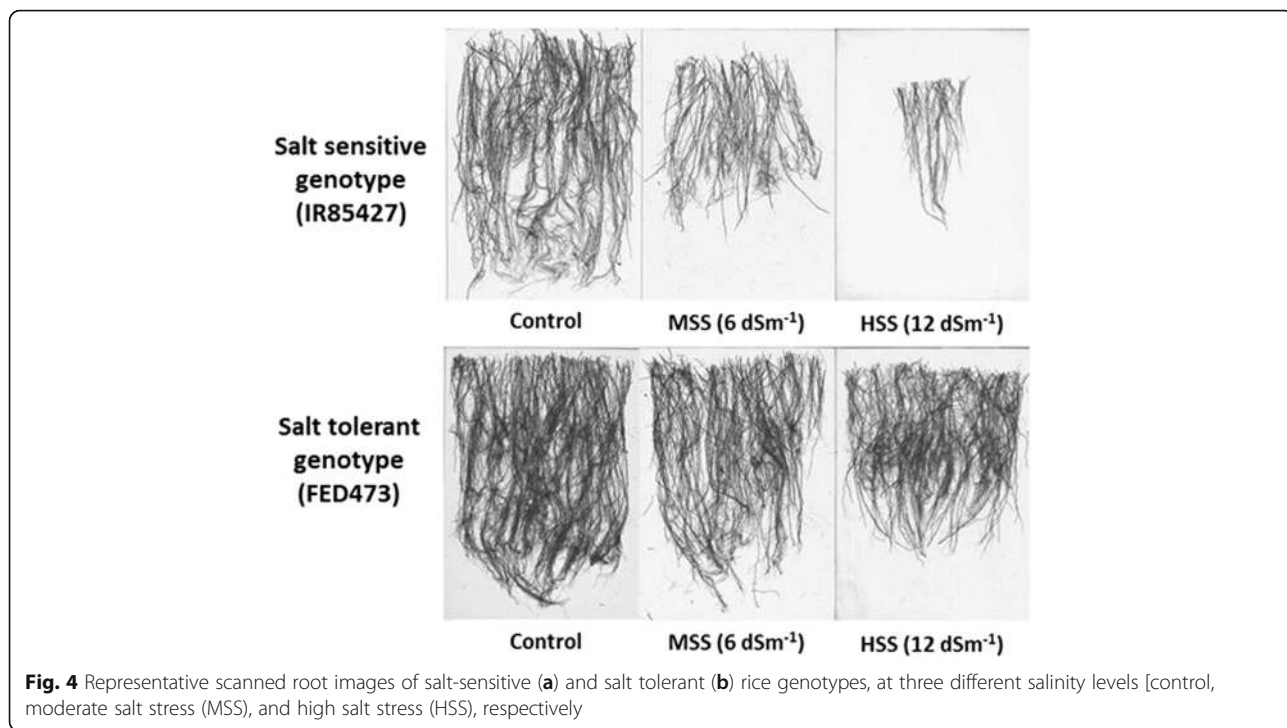 Salt sensitive
genotype
(IR85427)
Control
MSS (6 dSm⁻¹)
HSS (12 dSm⁻¹)
Salt tolerant
genotype
(FED473)
Control
MSS (6 dSm⁻¹)
HSS (12 dSm⁻¹)
Fig. 4 Representative scanned root images of salt-sensitive (a) and salt tolerant (b) rice genotypes, at three different salinity levels [control,
moderate salt stress (MSS), and high salt stress (HSS), respectively